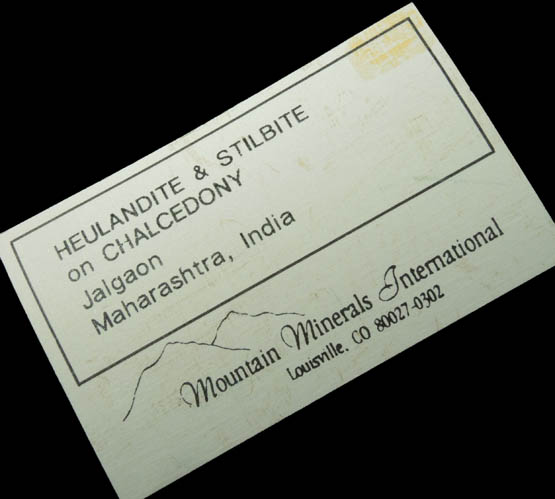 HEULANDITE & STILBITE
on CHALCEDONY
Jalgaon
Maharashtra, India
Mountain Minerals International
Louisville, CO 80027-0302